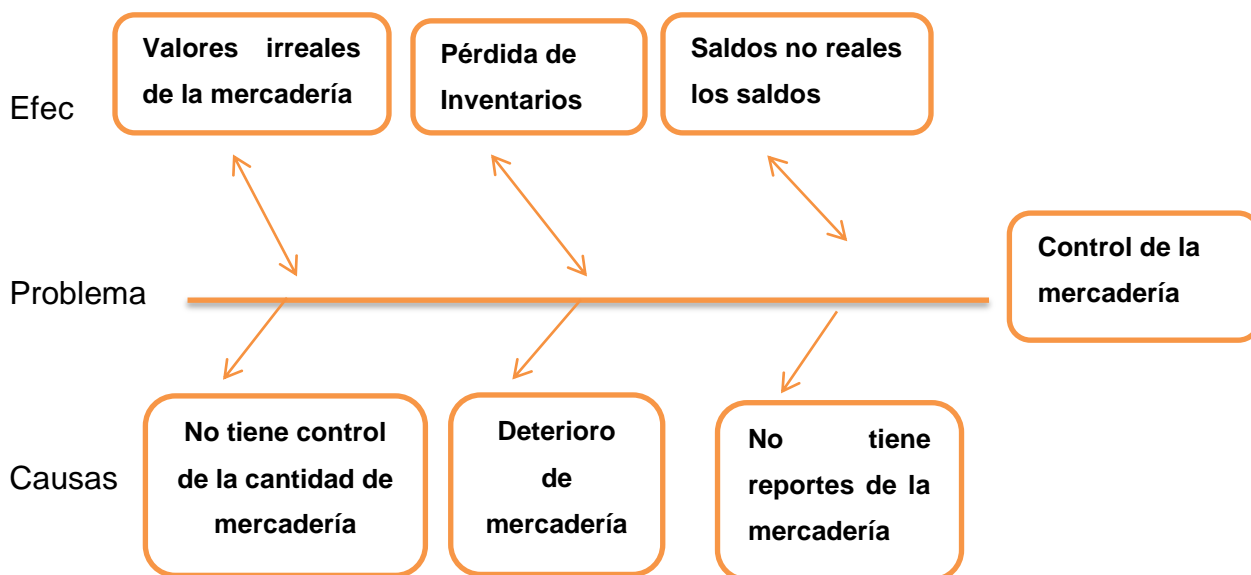 Efec
Valores irreales
de la mercadería
Pérdida de
Inventarios
Saldos no reales
los saldos
Problema
Control de la
mercadería
Causas
No tiene control
de la cantidad de
mercadería
Deterioro
de
mercadería
No tiene
reportes de la
mercadería